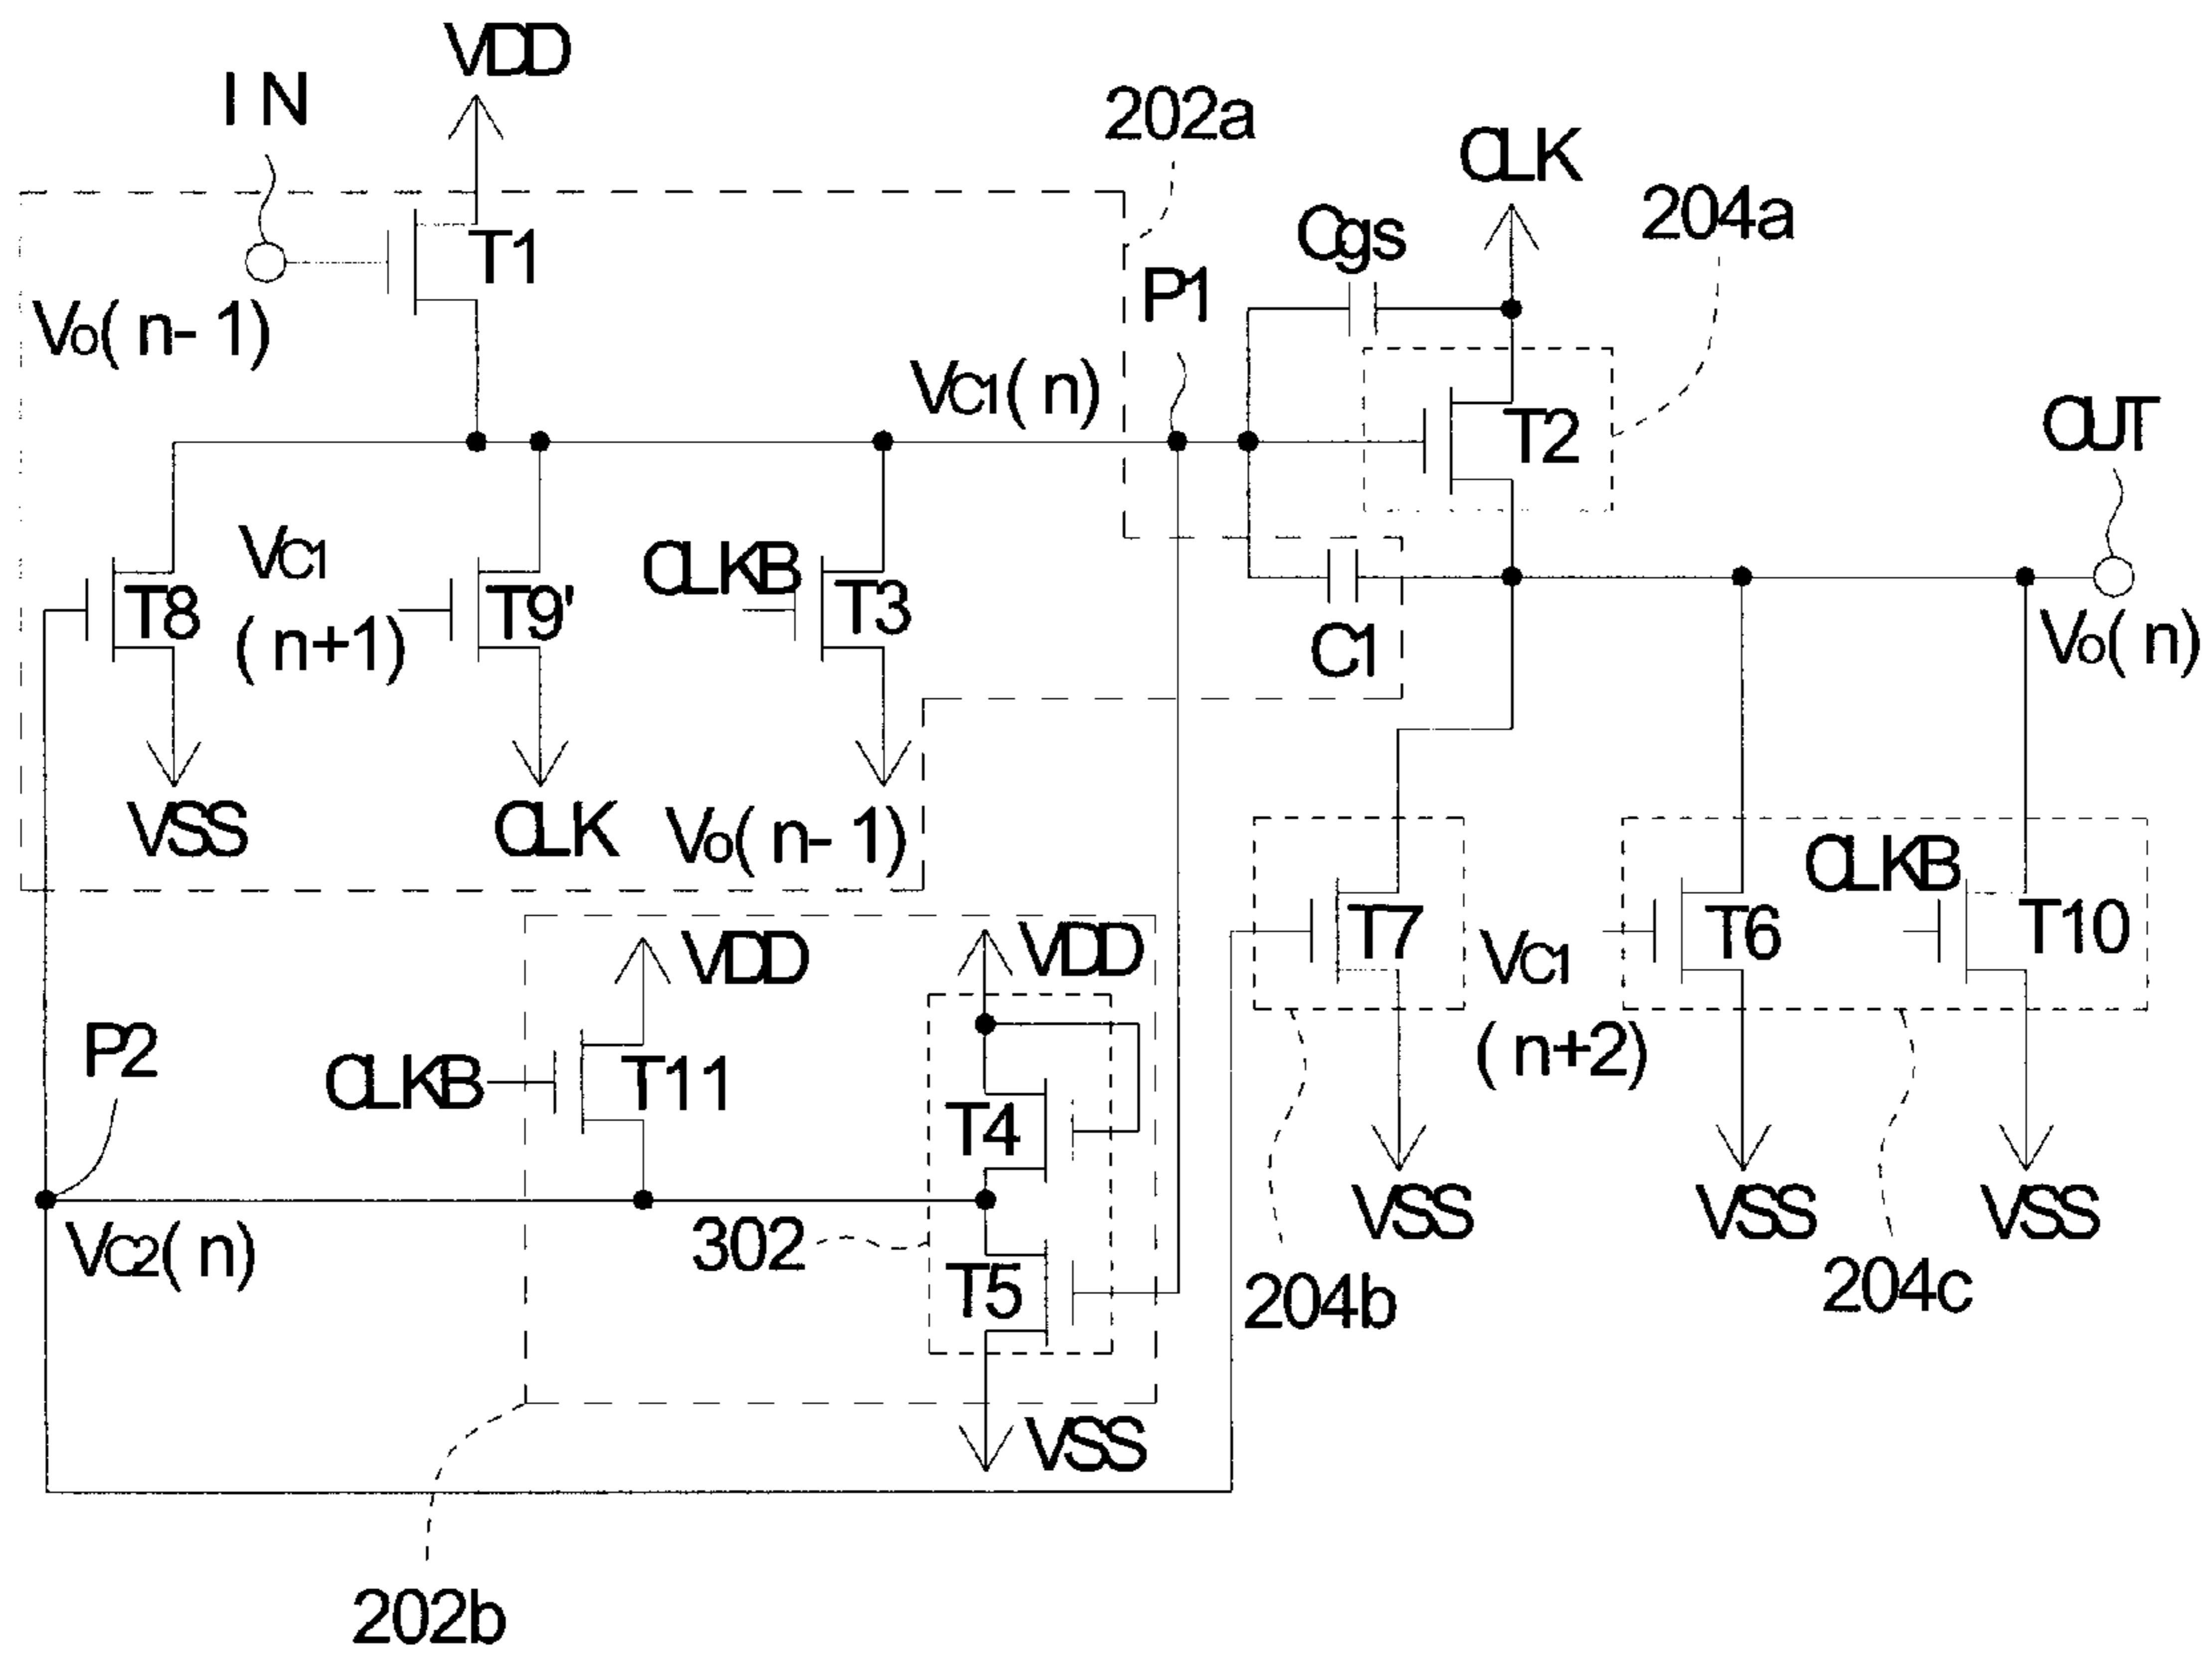 VDD
IN
202a
CLK
204a
Cgs
T1
P1
Vo(n-1)
VC1(n)
T2
OUT
VC1
(n+1)
CLKB
T8
T9'
T3
C1
Vo(n)
VSS
CLK
Vo(n-1)
CLKB
VDD
VDD
T7
VC1
(n+2)
T6
T10
P2
CLKB
T11
T4
VSS
VSS
VSS
VC2(n)
302
T5
204b
204c
VSS
202b